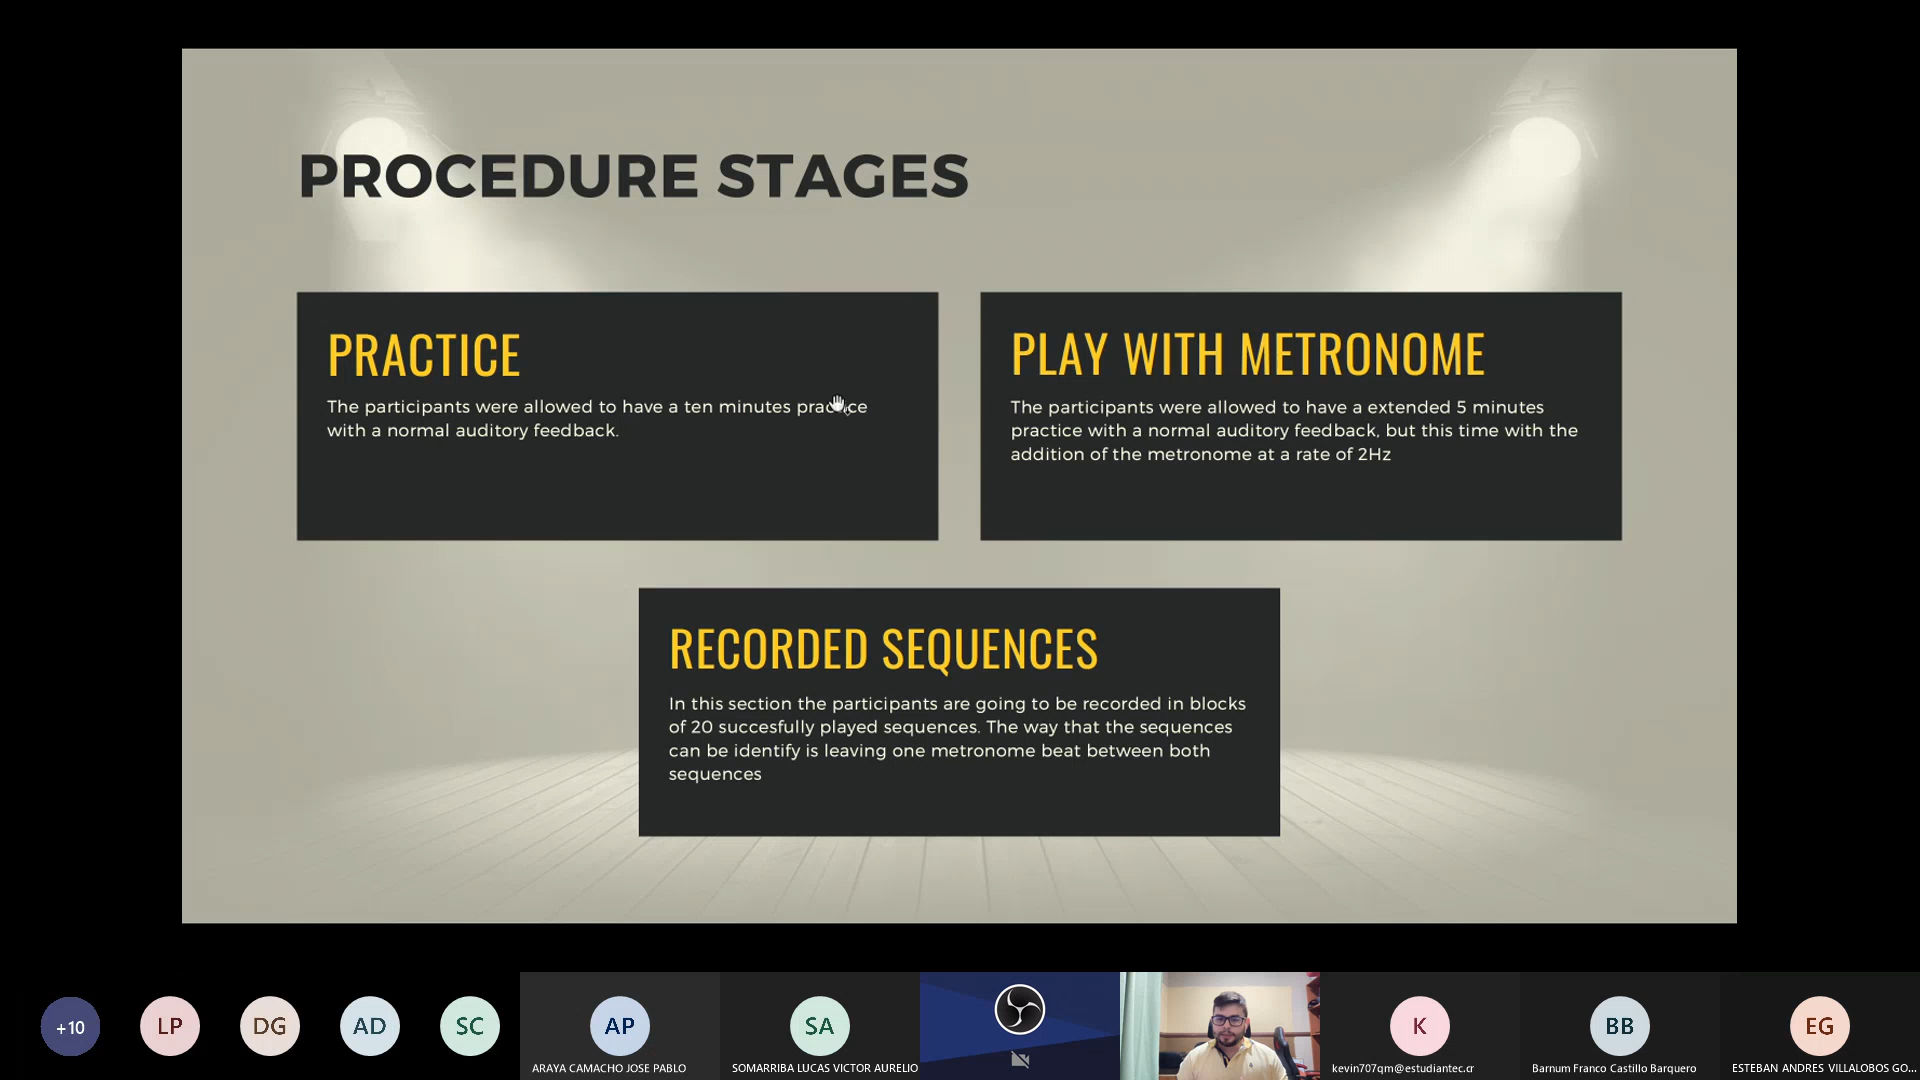 PROCEDURE STAGES
PRACTICE
The participants were allowed to have a ten minutes practice
with a normal auditory feedback.
PLAY WITH METRONOME
The participants were allowed to have a extended 5 minutes
practice with a normal auditory feedback, but this time with the
addition of the metronome at a rate of 2Hz
RECORDED SEQUENCES
In this section the participants are going to be recorded in blocks
of 20 succesfully played sequences. The way that the sequences
can be identify is leaving one metronome beat between both
sequences
+10
LP
DG
AD
SC
AP
ARAYA CAMACHO JOSE PABLO
SA
SOMARRIBA LUCAS VICTOR AURELIO
K
kevin707qm@estudiantec.cr
BB
Barnum Franco Castillo Barquero
EG
ESTEBAN ANDRES VILLALOBOS GO...